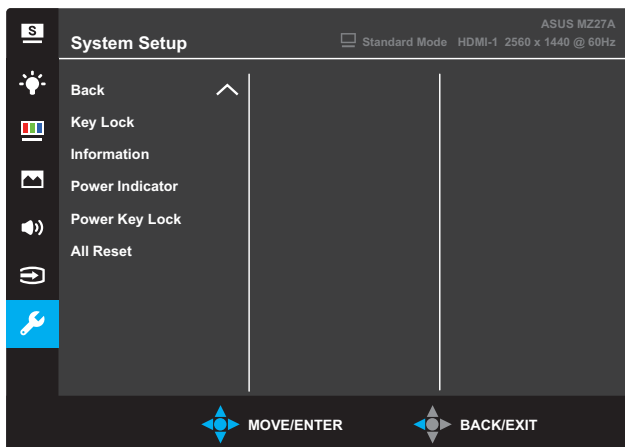 S
ASUS MZ27A
System Setup
Standard Mode HDMI-1 2560 x 1440 @ 60Hz
Back
Key Lock
Information
Power Indicator
Power Key Lock
All Reset
MOVE/ENTER
BACK/EXIT